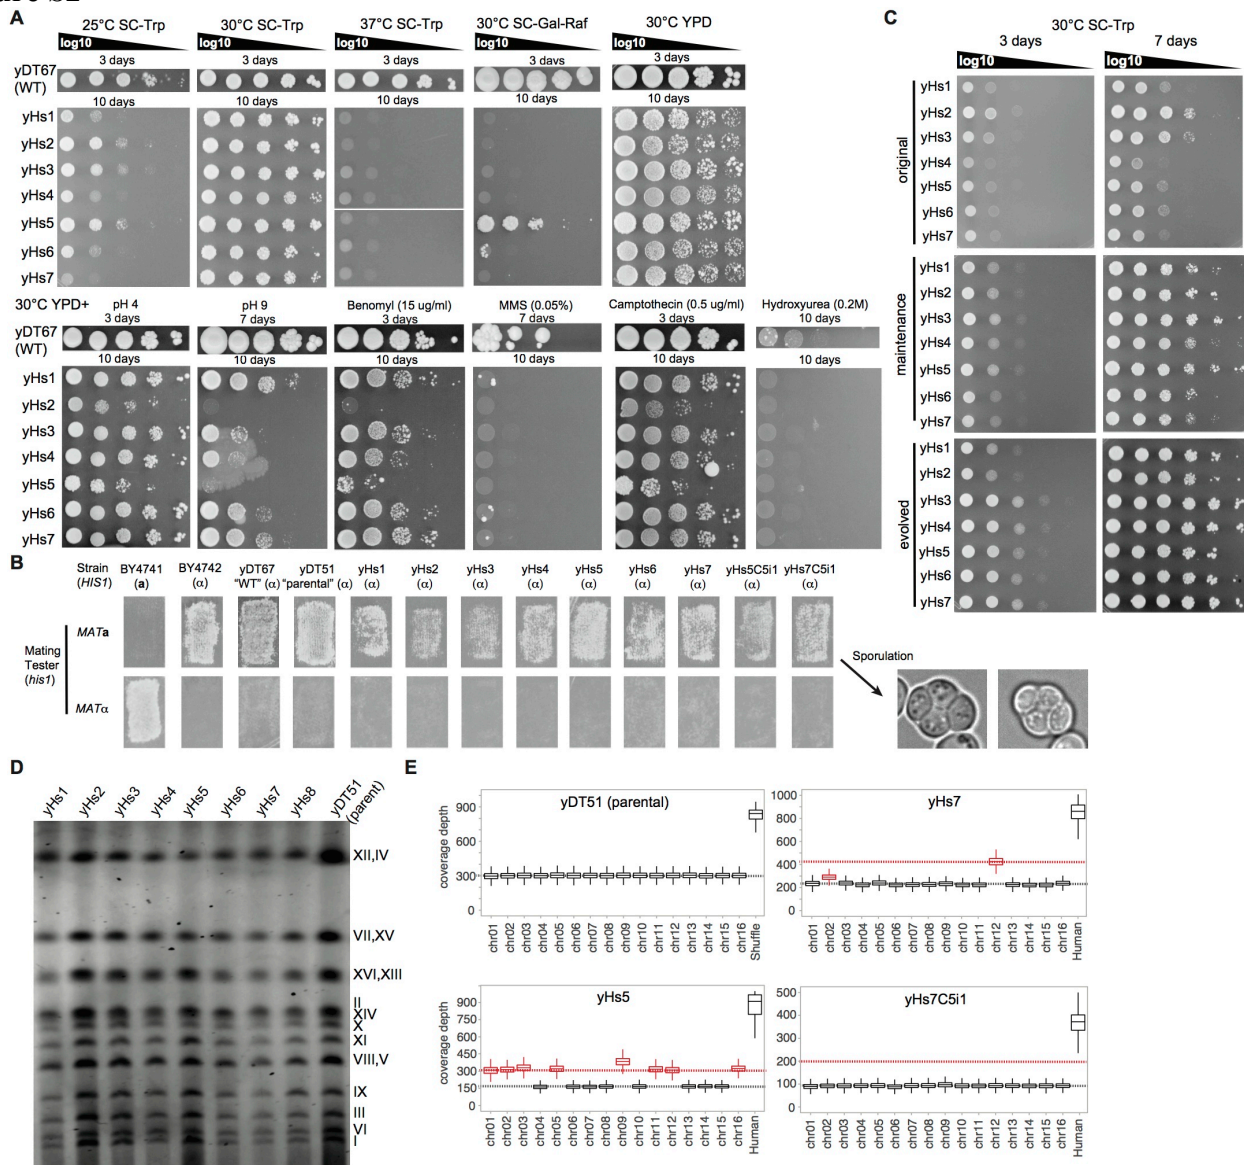 A
25°C SC-Trp
30°C SC-Trp
37°C SC-Trp
30°C SC-Gal-Raf
30°C YPD
log10
log10
log10
log10
log10
3 days
3 days
3 days
3 days
3 days
yDT67
(WT)
10 days
10 days
10 days
10 days
10 days
yHs1
yHs2
yHs3
yHs4
yHs5
yHs6
yHs7
30°C YPD+
pH 4
pH 9
Benomyl (15 ug/ml)
MMS (0.05%)
Camptothecin (0.5 ug/ml)
Hydroxyurea (0.2M)
3 days
7 days
3 days
7 days
3 days
10 days
yDT67
(WT)
10 days
10 days
10 days
10 days
10 days
10 days
yHs1
yHs2
yHs3
yHs4
yHs5
yHs6
yHs7
C
30°C SC-Trp
3 days
7 days
log10
log10
original
yHs1
yHs2
yHs3
yHs4
yHs5
yHs6
yHs7
maintenance
yHs1
yHs2
yHs3
yHs4
yHs5
yHs6
yHs7
evolved
yHs1
yHs2
yHs3
yHs4
yHs5
yHs6
yHs7
B
Strain
(HIS1)
BY4741
(a)
BY4742
(α)
yDT67
"WT" (α)
yDT51
"parental" (α)
yHs1
(α)
yHs2
(α)
yHs3
(α)
yHs4
(α)
yHs5
(α)
yHs6
(α)
yHs7
(α)
yHs5C5i1
(α)
yHs7C5i1
(α)
Mating
Tester
(his1)
MATa
MATα
Sporulation
D
yHs1
yHs2
yHs3
yHs4
yHs5
yHs6
yHs7
yHs8
yDT51
(parent)
XII,IV
VII,XV
XVI,XIII
II
XIV
X
XI
VIII,V
IX
III
VI
I
E
yDT51 (parental)
coverage depth
900
600
300
0
chr01
chr02
chr03
chr04
chr05
chr06
chr07
chr08
chr09
chr10
chr11
chr12
chr13
chr14
chr15
chr16
Shuffle
yHs7
1000
800
600
400
200
0
chr01
chr02
chr03
chr04
chr05
chr06
chr07
chr08
chr09
chr10
chr11
chr12
chr13
chr14
chr15
chr16
Human
yHs5
coverage depth
900
750
600
450
300
150
0
chr01
chr02
chr03
chr04
chr05
chr06
chr07
chr08
chr09
chr10
chr11
chr12
chr13
chr14
chr15
chr16
Human
yHs7C5i1
500
400
300
200
100
0
chr01
chr02
chr03
chr04
chr05
chr06
chr07
chr08
chr09
chr10
chr11
chr12
chr13
chr14
chr15
chr16
Human